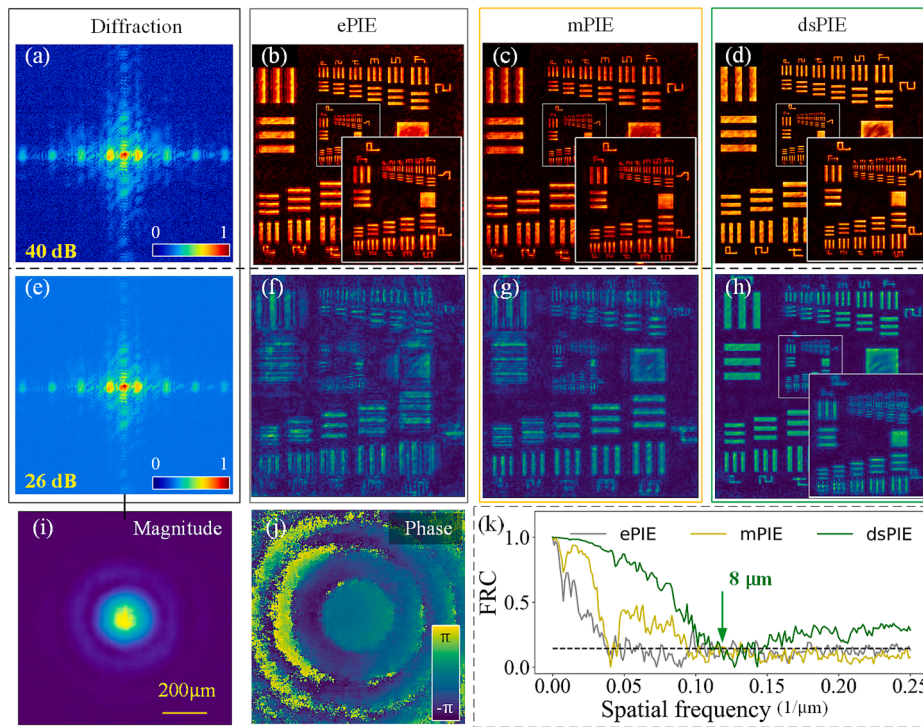 Diffraction
ePIE
mPIE
dsPIE
(a)
(b)
(c)
(d)
40 dB
0 1
(e)
(f)
(g)
(h)
26 dB
0 1
(i)
Magnitude
200μm
(j)
Phase
π
-π
(k)
ePIE
mPIE
dsPIE
8 μm
FRC
1.0
0.5
0.0
0.00 0.05 0.10 0.15 0.20 0.25
Spatial frequency (1/μm)